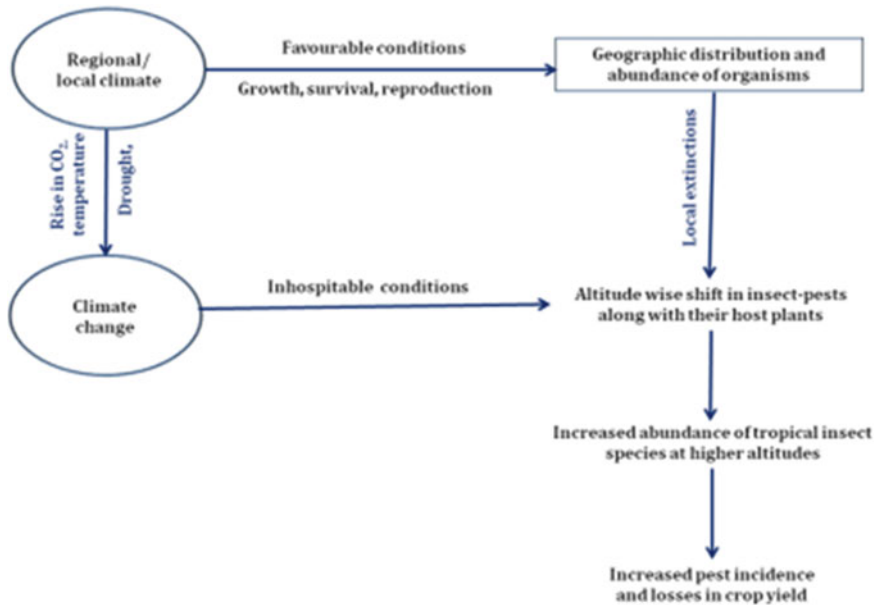 Regional/
local climate
Favourable conditions
Growth, survival, reproduction
Geographic distribution and
abundance of organisms
Rise in CO₂,
temperature
Drought,
Local extinctions
Climate
change
Inhospitable conditions
Altitude wise shift in insect-pests
along with their host plants
Increased abundance of tropical insect
species at higher altitudes
Increased pest incidence
and losses in crop yield